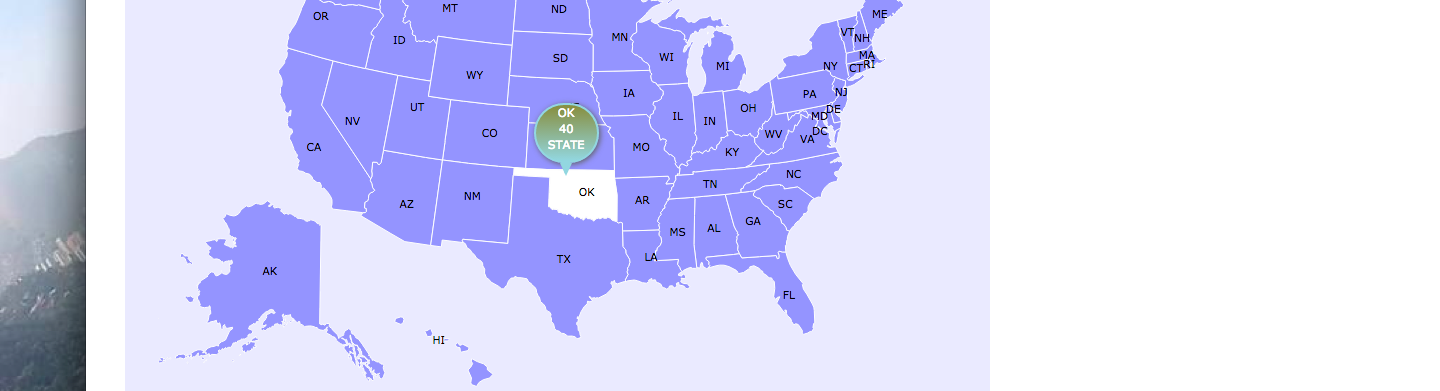 ME
MT
ND
OR
VT
NH
MN
ID
MA
WI
SD
NY
CT
RI
MI
WY
IA
PA
NJ
UT
OH
DE
OK
40
STATE
IL
MD
NV
IN
CO
WV
DC
VA
CA
MO
KY
NC
TN
OK
NM
AR
AZ
SC
GA
MS
AL
TX
LA
AK
FL
HI